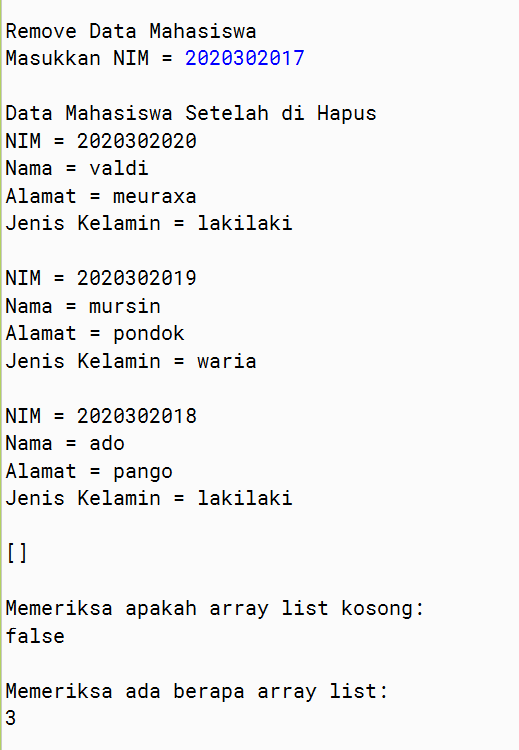 Remove Data Mahasiswa
Masukkan NIM = 2020302017
Data Mahasiswa Setelah di Hapus
NIM = 2020302020
Nama = valdi
Alamat = meuraxa
Jenis Kelamin = lakilaki
NIM = 2020302019
Nama = mursin
Alamat = pondok
Jenis Kelamin = waria
NIM = 2020302018
Nama = ado
Alamat = pango
Jenis Kelamin = lakilaki
[]
Memeriksa apakah array list kosong:
false
Memeriksa ada berapa array list:
3